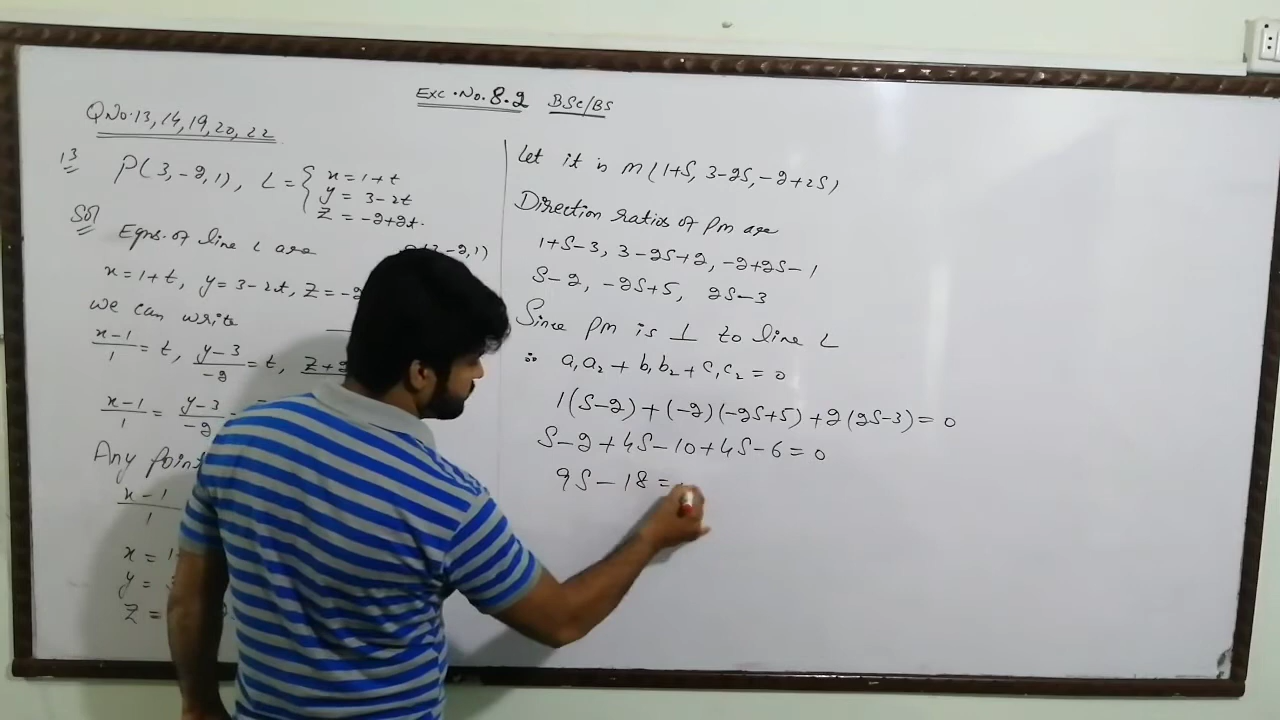 Exc. No. 8.2 BSc/BS
Q No. 13, 14, 19, 20, 22
13 P(3, -2, 1), L = { x = 1+t
y = 3-2t
z = -2+2t.
Sol
Eqns. of line L are
x = 1+t, y = 3-2t, z = -2
we can write
x-1/1 = t, y-3/-2 = t, z+2
x-1/1 = y-3/-2 =
Any point
x-1/1
x = 1
y = 3
z =
Let it is M(1+S, 3-2S, -2+2S)
Direction ratios of PM are
1+S-3, 3-2S+2, -2+2S-1
S-2, -2S+5, 2S-3
Since PM is ⊥ to line L
∴ a₁a₂ + b₁b₂ + c₁c₂ = 0
1(S-2) + (-2)(-2S+5) + 2(2S-3) = 0
S-2+4S-10+4S-6 = 0
9S-18 =